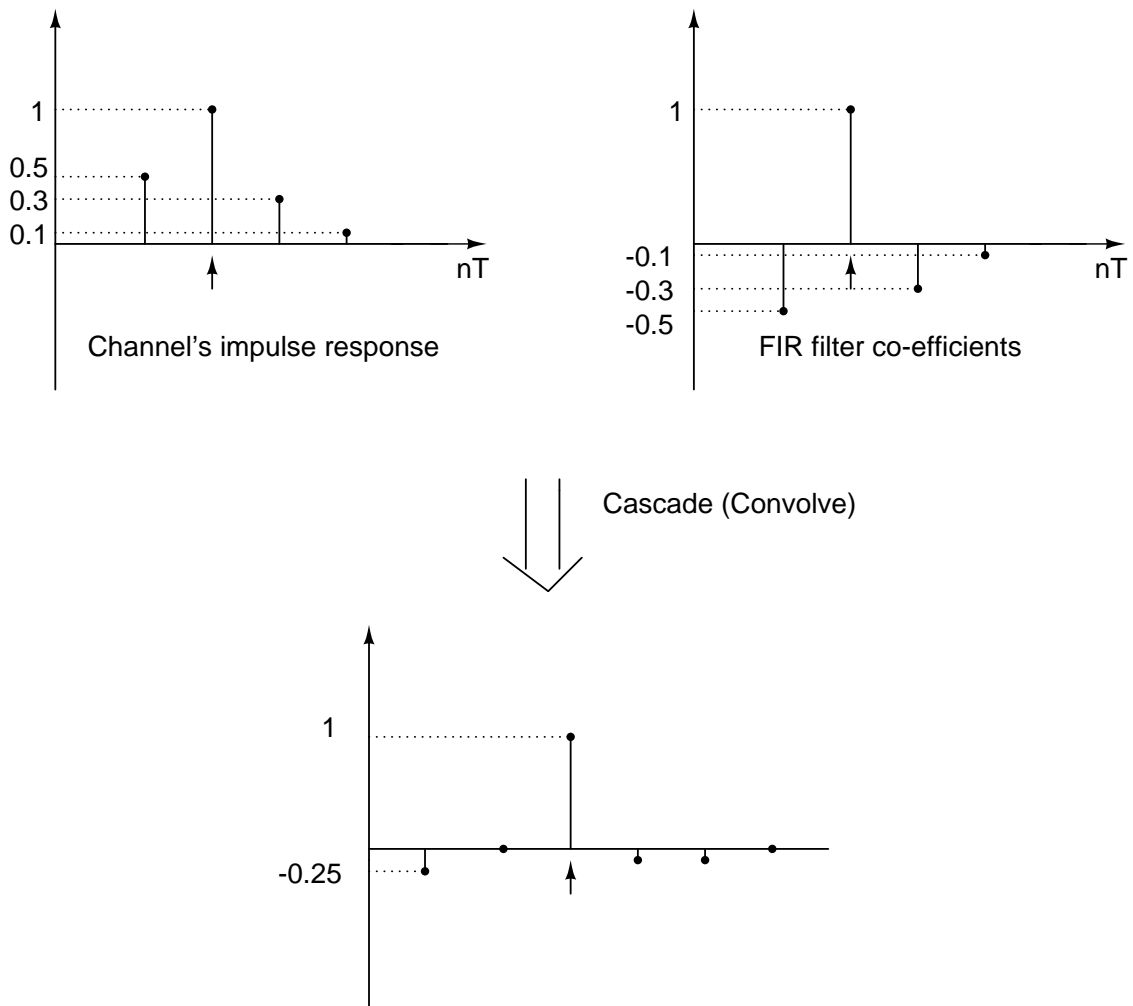 1
0.5
0.3
0.1
nT
Channel's impulse response
1
-0.1
-0.3
-0.5
nT
FIR filter co-efficients
Cascade (Convolve)
1
-0.25